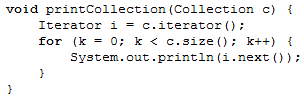 void printCollection(Collection c) {
    Iterator i = c.iterator();
    for (k = 0; k < c.size(); k++) {
        System.out.println(i.next());
    }
}